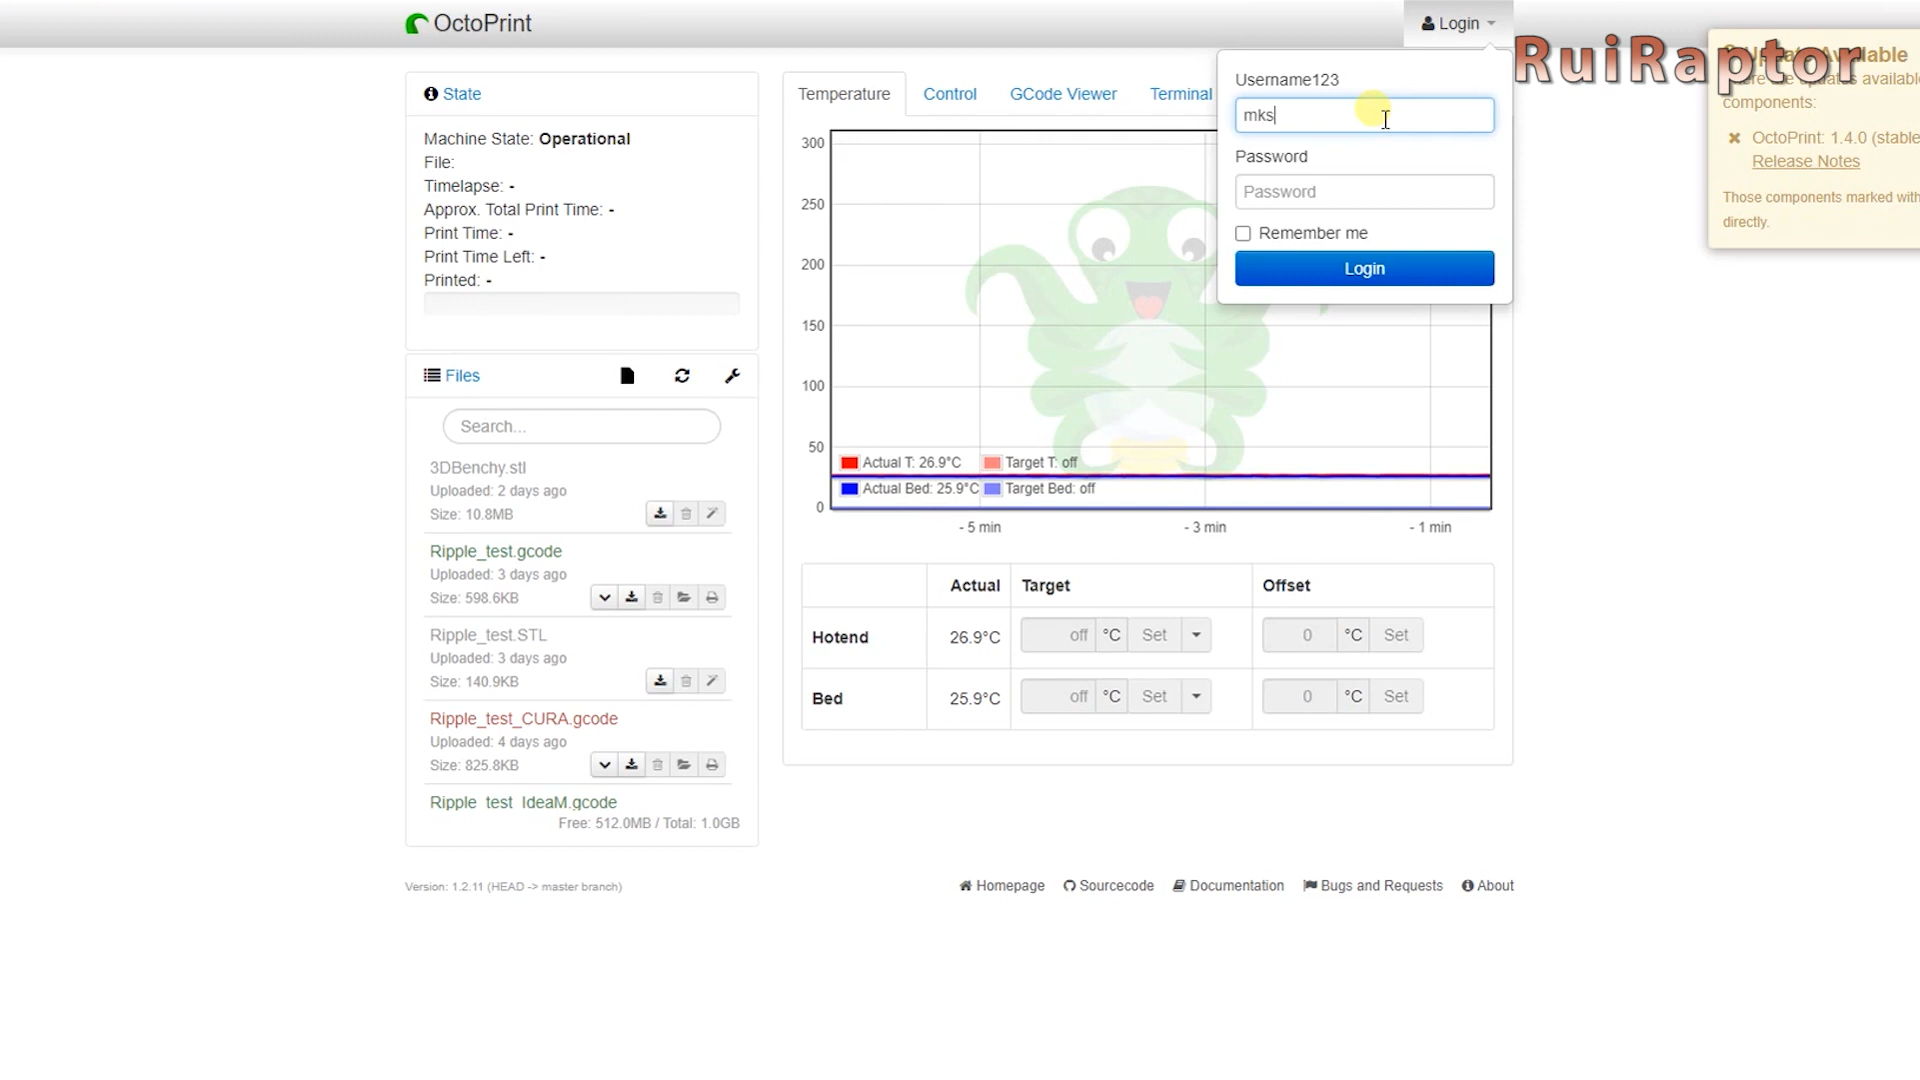 OctoPrint
Login
RuiRaptor
Username123
mks
Password
Password
Remember me
Login
components:
OctoPrint: 1.4.0 (stable
Release Notes
Those components marked with
directly.
State
Machine State: Operational
File:
Timelapse: -
Approx. Total Print Time: -
Print Time: -
Print Time Left: -
Printed: -
Files
Search...
3DBenchy.stl
Uploaded: 2 days ago
Size: 10.8MB
Ripple_test.gcode
Uploaded: 3 days ago
Size: 598.6KB
Ripple_test.STL
Uploaded: 3 days ago
Size: 140.9KB
Ripple_test_CURA.gcode
Uploaded: 4 days ago
Size: 825.8KB
Ripple_test_IdeaM.gcode
Free: 512.0MB / Total: 1.0GB
Temperature Control GCode Viewer Terminal
300
250
200
150
100
50
0
Actual T: 26.9°C Target T: off
Actual Bed: 25.9°C Target Bed: off
- 5 min - 3 min - 1 min
Actual Target Offset
Hotend 26.9°C off °C Set 0 °C Set
Bed 25.9°C off °C Set 0 °C Set
Version: 1.2.11 (HEAD -> master branch)
Homepage Sourcecode Documentation Bugs and Requests About